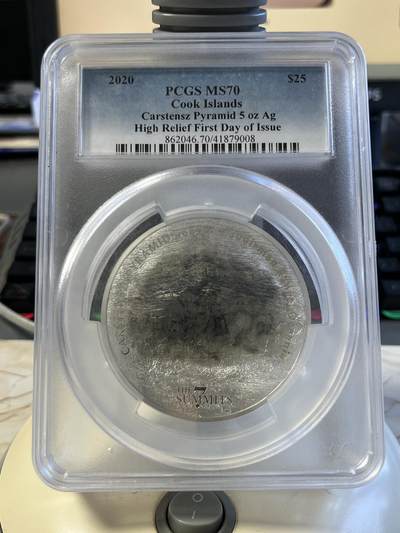 2020 PCGS MS70 $25
Cook Islands
Carstensz Pyramid 5 oz Ag
High Relief First Day of Issue
862046.70/41879008
THE 7
SUMMITS